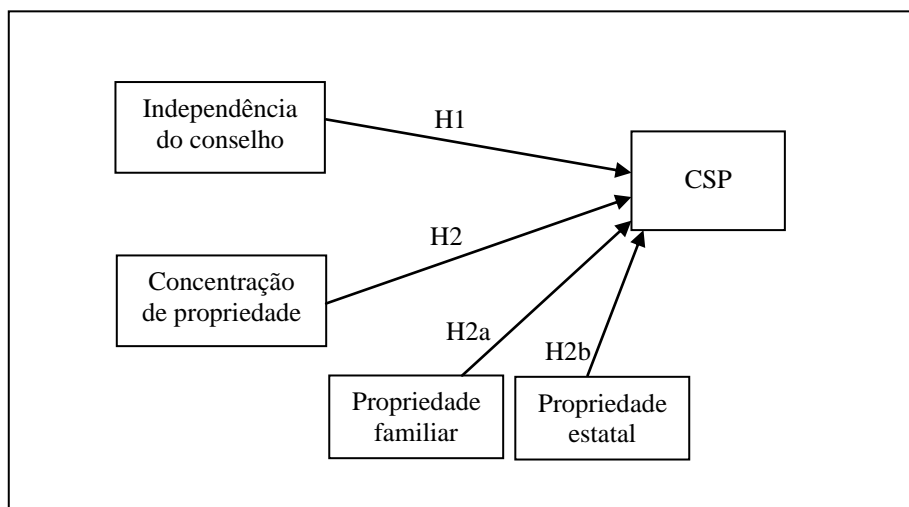 Independência
do conselho
H1
CSP
H2
Concentração
de propriedade
H2a
H2b
Propriedade
familiar
Propriedade
estatal